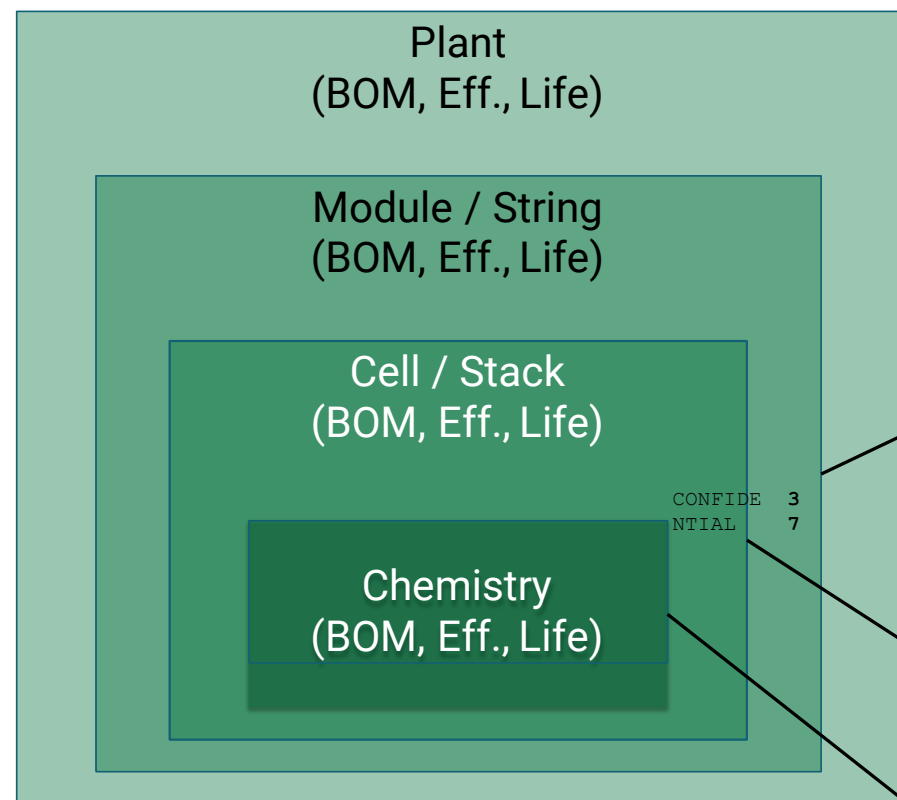 Plant
(BOM, Eff., Life)
Module / String
(BOM, Eff., Life)
Cell / Stack
(BOM, Eff., Life)
CONFIDE 3
NTIAL 7
Chemistry
(BOM, Eff., Life)